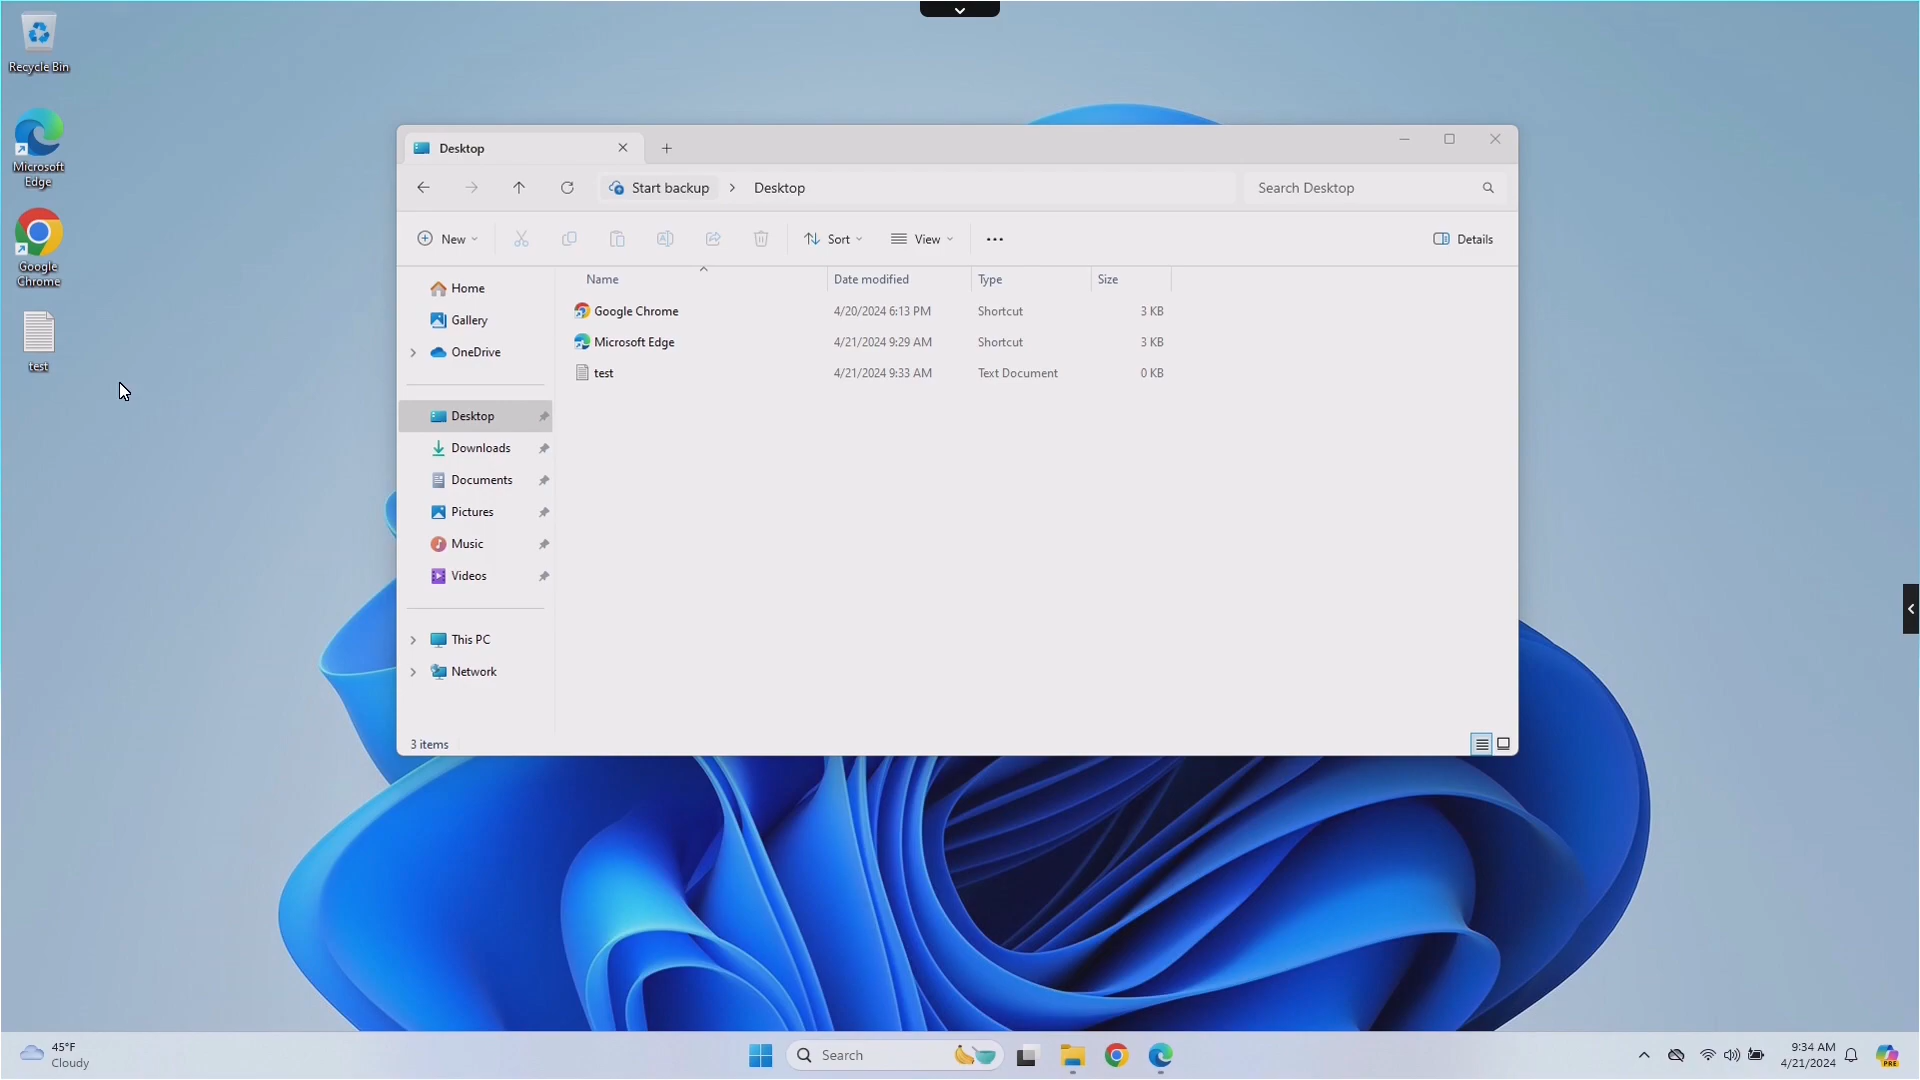 Recycle Bin
Microsoft
Edge
Google
Chrome
test
Desktop
Start backup
Desktop
Search Desktop
New
Sort
View
Details
Name
Date modified
Type
Size
Home
Gallery
OneDrive
Desktop
Downloads
Documents
Pictures
Music
Videos
This PC
Network
Google Chrome 4/20/2024 6:13 PM Shortcut 3 KB
Microsoft Edge 4/21/2024 9:29 AM Shortcut 3 KB
test 4/21/2024 9:33 AM Text Document 0 KB
3 items
45°F
Cloudy
Search
9:34 AM
4/21/2024
PRE